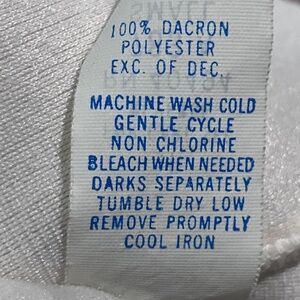 100% DACRON
POLYESTER
EXC. OF DEC.
MACHINE WASH COLD
GENTLE CYCLE
NON CHLORINE
BLEACH WHEN NEEDED
DARKS SEPARATELY
TUMBLE DRY LOW
REMOVE PROMPTLY
COOL IRON